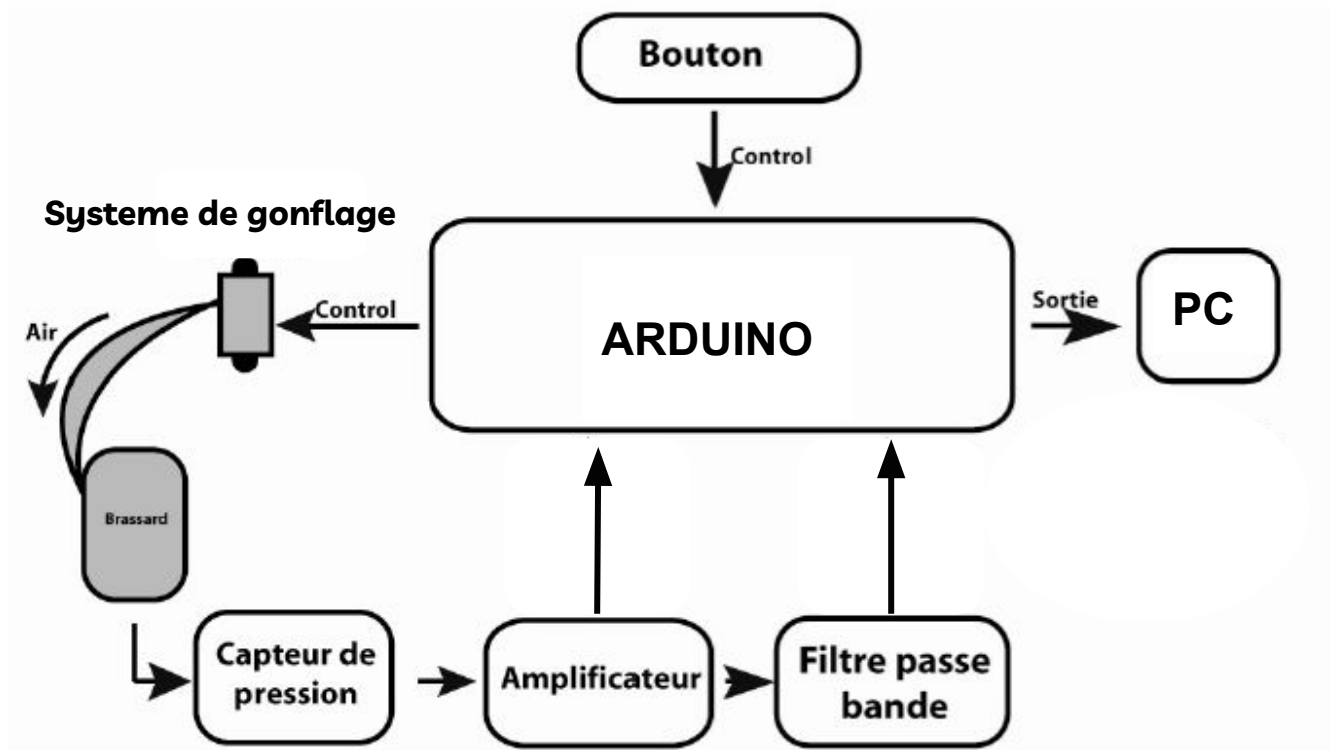 Bouton
Control
Systeme de gonflage
Control
Air
ARDUINO
Sortie
PC
Brassard
Capteur de
pression
Amplificateur
Filtre passe
bande